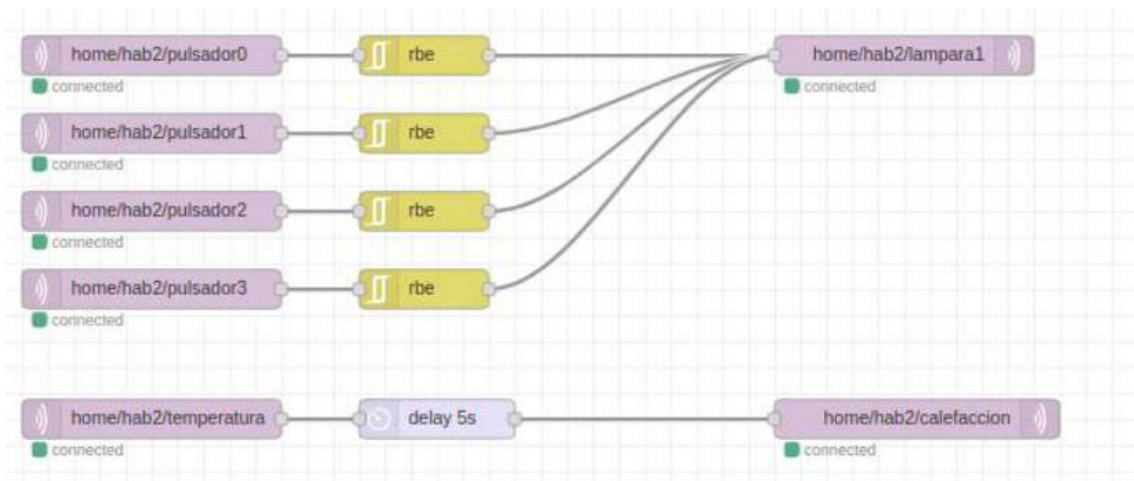 home/hab2/pulsador0
rbe
home/hab2/lampara1
connected
connected
home/hab2/pulsador1
rbe
connected
home/hab2/pulsador2
rbe
connected
home/hab2/pulsador3
rbe
connected
home/hab2/temperatura
delay 5s
home/hab2/calefaccion
connected
connected